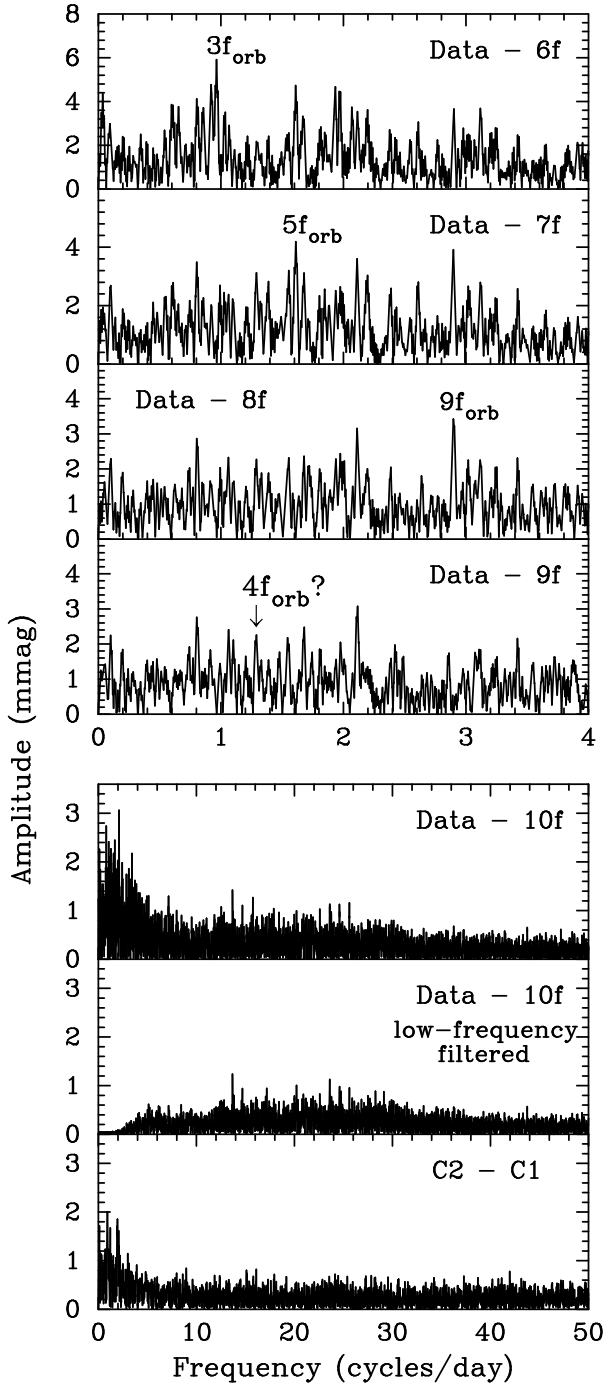 8
3f_orb
Data - 6f
6
4
2
0
5f_orb
Data - 7f
4
2
0
4
Data - 8f
9f_orb
3
2
1
0
4
4f_orb?
Data - 9f
↓
3
2
1
0
0 1 2 3 4
Amplitude (mmag)
3
Data - 10f
2
1
0
3
Data - 10f
low-frequency
filtered
2
1
0
3
C2 - C1
2
1
0
0 10 20 30 40 50
Frequency (cycles/day)